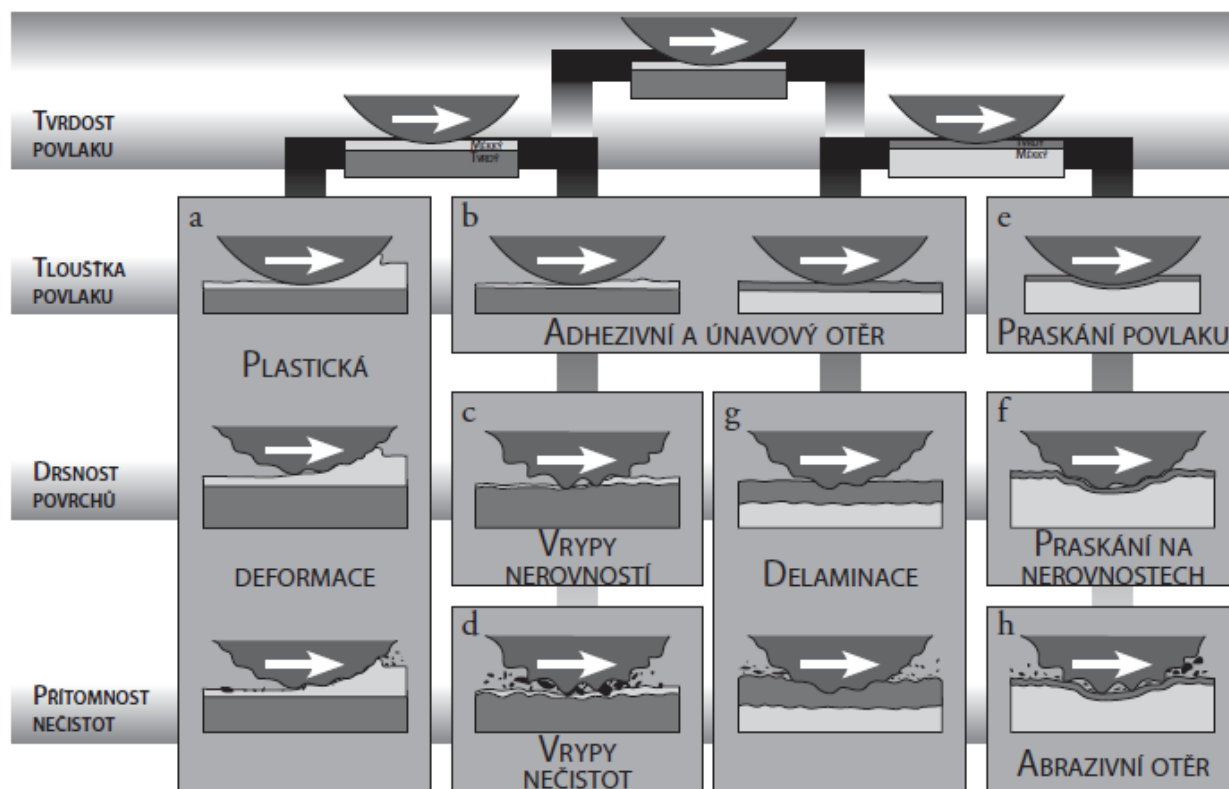 Tvrdost
povlaku
Měkký
Tvrdý
Tvrdý
Měkký
a
b
e
Tloušťka
povlaku
Adhezivní a únavový otěr
Praskání povlaku
Plastická
c
g
f
Drsnost
povrchů
Vrypy
nerovností
deformace
Delaminace
Praskání na
nerovnostech
d
h
Přítomnost
nečistot
Vrypy
nečistot
Abrazivní otěr